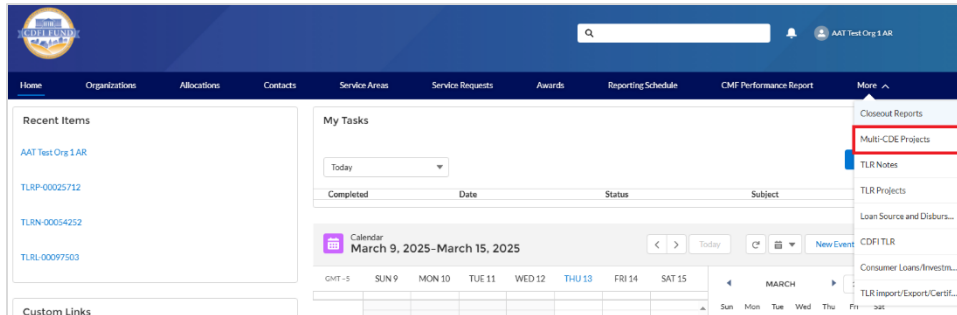 CDFI FUND
AAT Test Org 1 AR
Home Organizations Allocations Contacts Service Areas Service Requests Awards Reporting Schedule CMF Performance Report More
Recent Items
AAT Test Org 1 AR
TLRP-00025712
TLRN-00054252
TLRL-00097503
Custom Links
My Tasks
Today
Completed Date Status Subject
Calendar
March 9, 2025–March 15, 2025
Today
New Event
GMT-5 SUN 9 MON 10 TUE 11 WED 12 THU 13 FRI 14 SAT 15
MARCH
Sun Mon Tue Wed Thu Fri Sat
Closeout Reports
Multi-CDE Projects
TLR Notes
TLR Projects
Loan Source and Disburs...
CDFI TLR
Consumer Loans/Investm...
TLR import/Export/Certif...